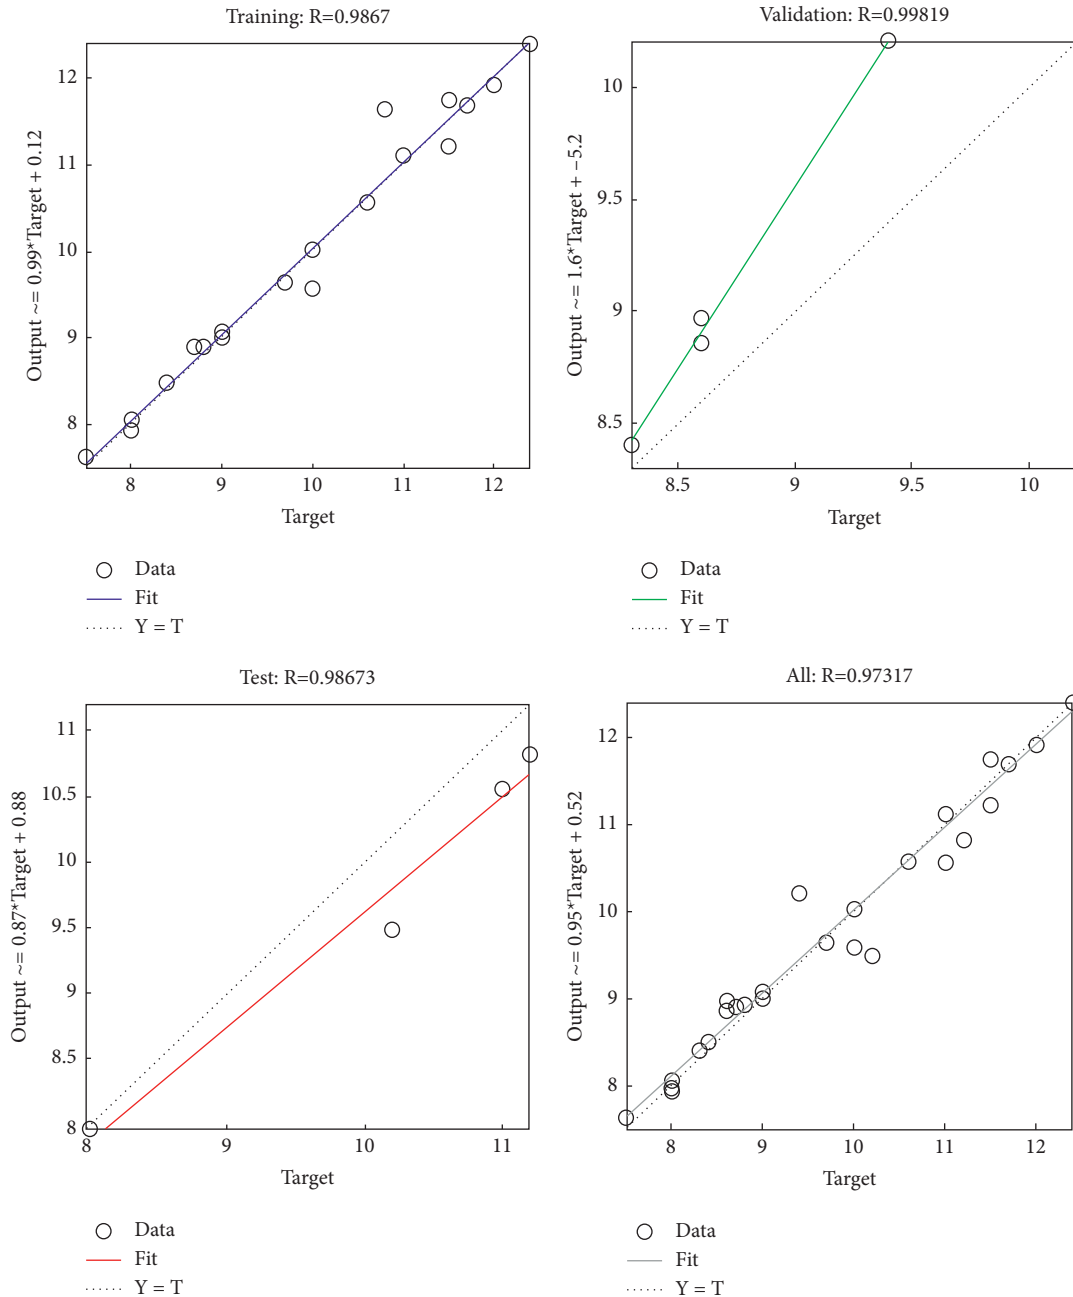 Training: R=0.9867
Output ~= 0.99*Target + 0.12
12
11
10
9
8
8
9
10
11
12
Target
Data
Fit
Y = T
Validation: R=0.99819
Output ~= 1.6*Target + −5.2
10
9.5
9
8.5
8.5
9
9.5
10
Target
Data
Fit
Y = T
Test: R=0.98673
Output ~= 0.87*Target + 0.88
11
10.5
10
9.5
9
8.5
8
8
9
10
11
Target
Data
Fit
Y = T
All: R=0.97317
Output ~= 0.95*Target + 0.52
12
11
10
9
8
8
9
10
11
12
Target
Data
Fit
Y = T